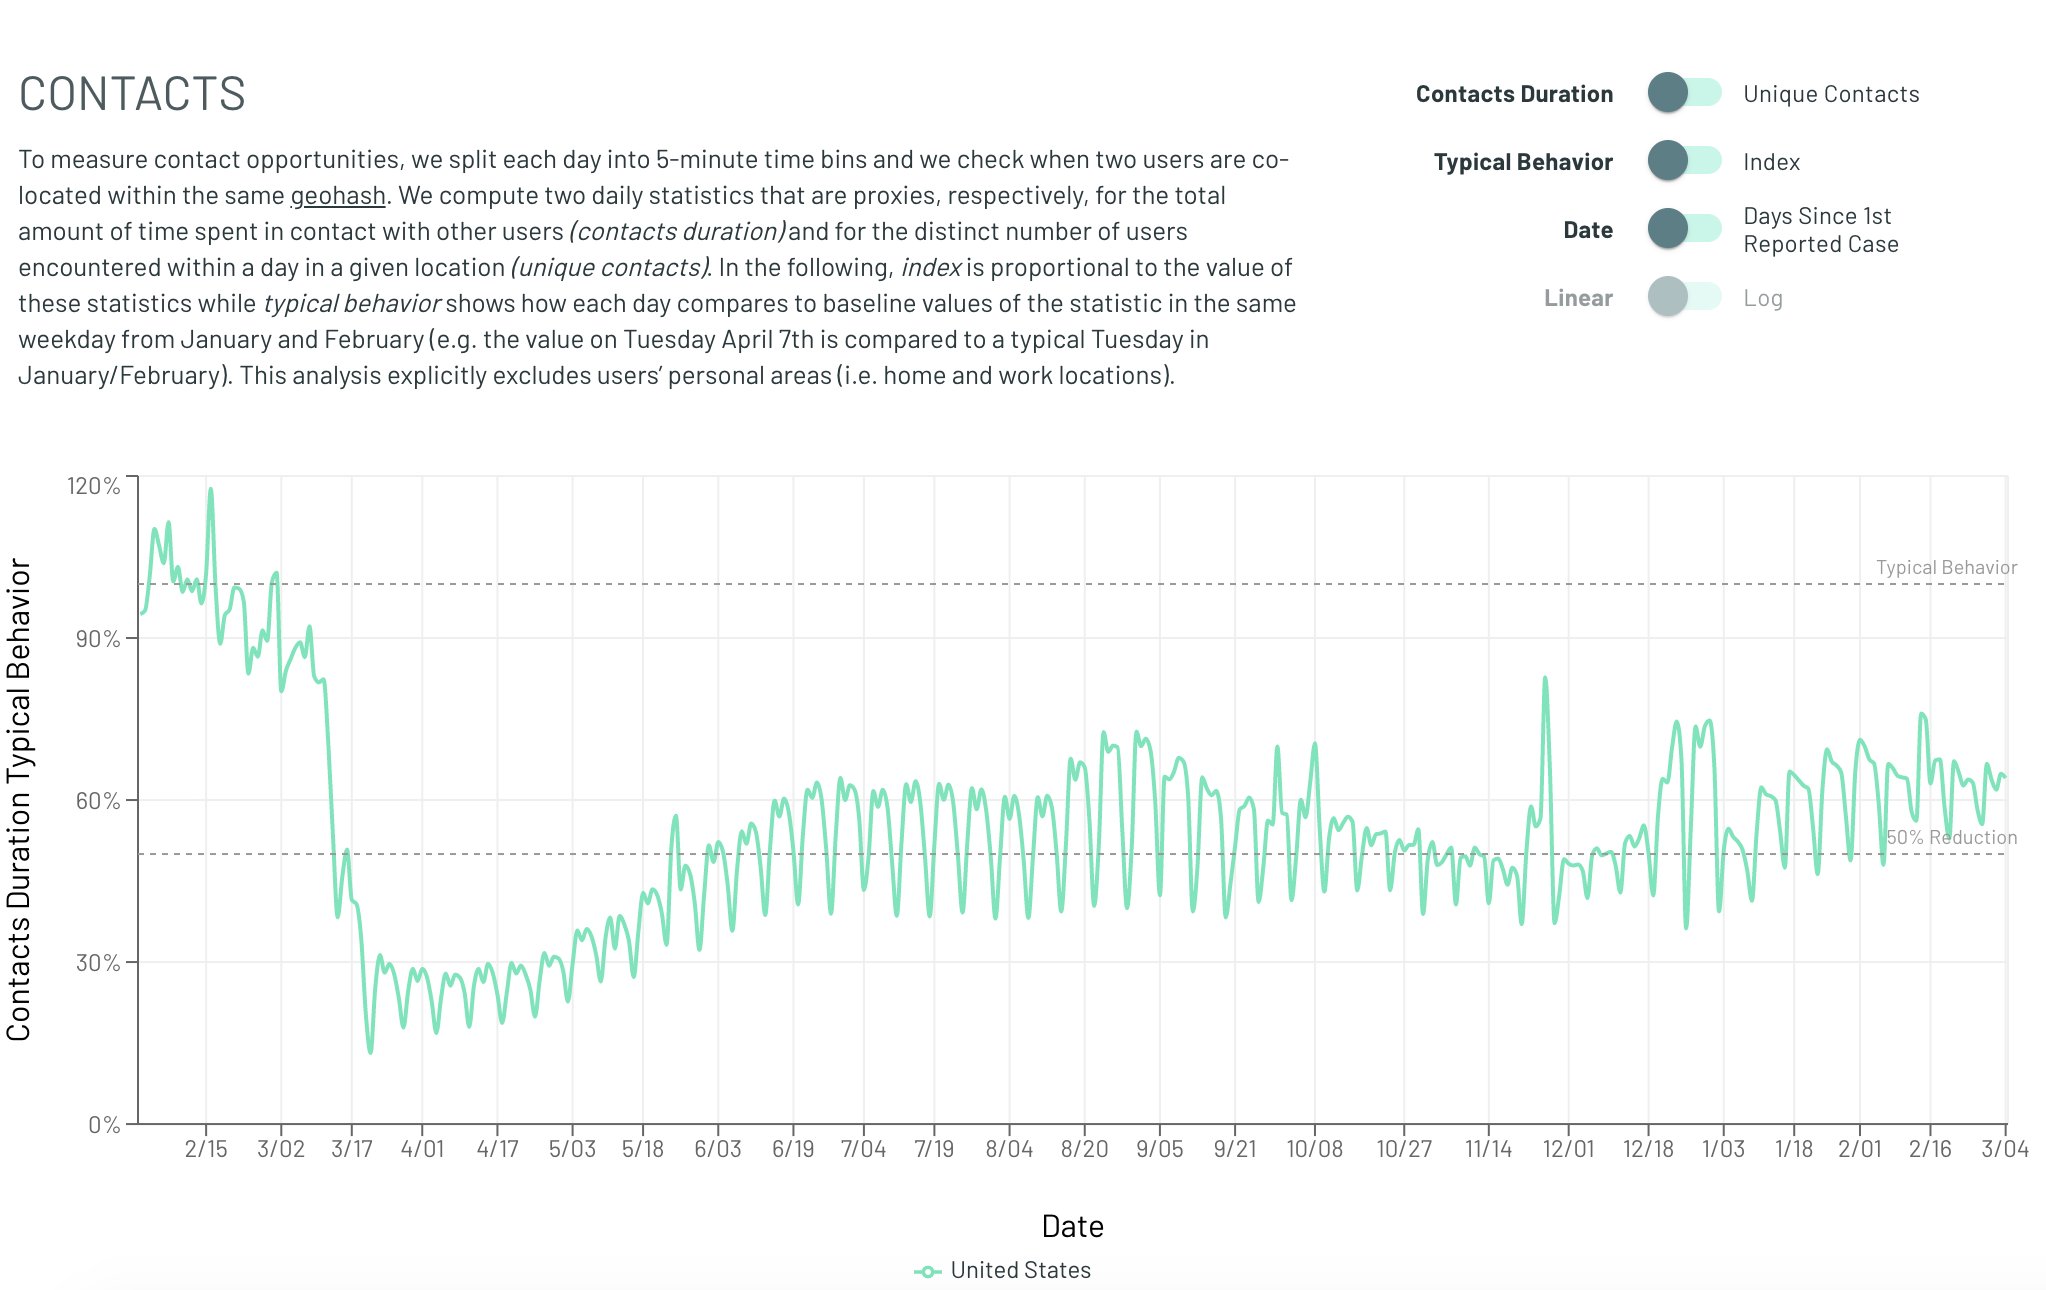 CONTACTS
To measure contact opportunities, we split each day into 5-minute time bins and we check when two users are co-
located within the same geohash. We compute two daily statistics that are proxies, respectively, for the total
amount of time spent in contact with other users (contacts duration) and for the distinct number of users
encountered within a day in a given location (unique contacts). In the following, index is proportional to the value of
these statistics while typical behavior shows how each day compares to baseline values of the statistic in the same
weekday from January and February (e.g. the value on Tuesday April 7th is compared to a typical Tuesday in
January/February). This analysis explicitly excludes users’ personal areas (i.e. home and work locations).
Contacts Duration Unique Contacts
Typical Behavior Index
Date Days Since 1st
Reported Case
Linear Log
Contacts Duration Typical Behavior
120%
90%
60%
30%
0%
Typical Behavior
50% Reduction
2/15 3/02 3/17 4/01 4/17 5/03 5/18 6/03 6/19 7/04 7/19 8/04 8/20 9/05 9/21 10/08 10/27 11/14 12/01 12/18 1/03 1/18 2/01 2/16 3/04
Date
United States